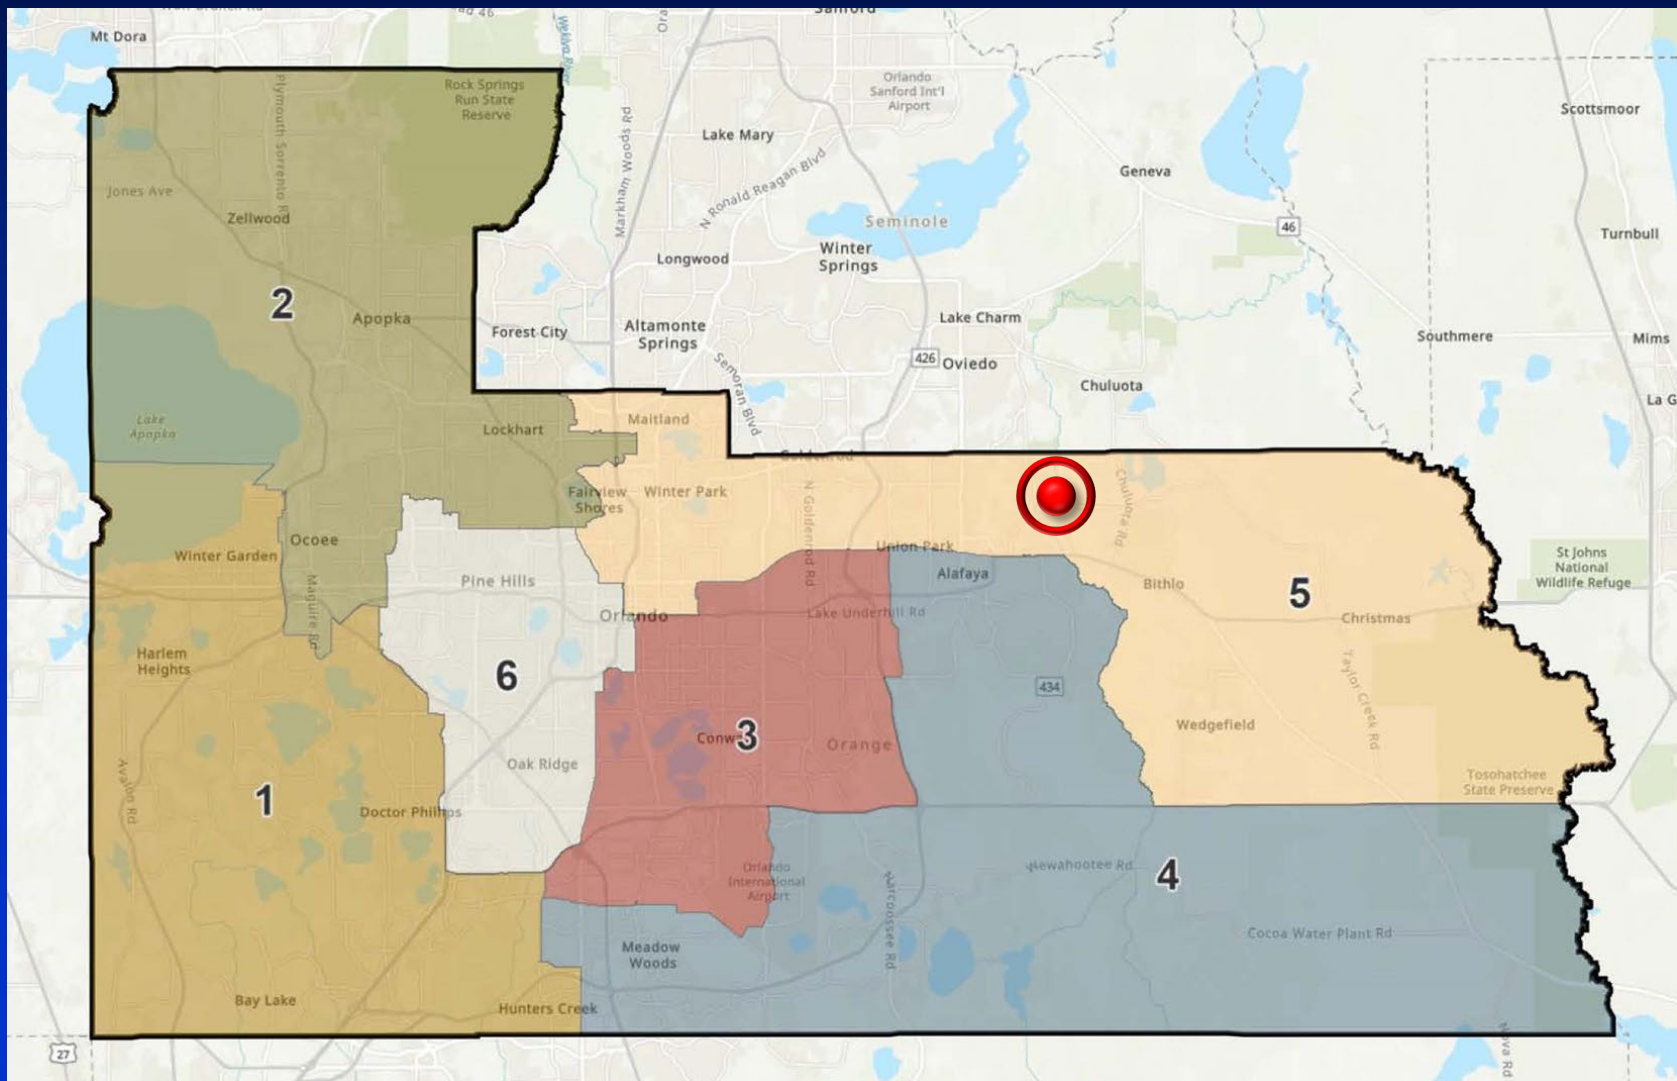 Mt Dora
Sanford
Rock Springs
Run State
Reserve
Orlando
Sanford Int'l
Airport
Plymouth Sorrento Rd
Markham Woods Rd
Lake Mary
N Ronald Reagan Blvd
Scottsmoor
Jones Ave
Zellwood
Geneva
Seminole
46
Turnbull
Longwood
Winter
Springs
2
Apopka
Forest City
Altamonte
Springs
Lake Charm
426
Oviedo
Southmere
Mims
Semoran Blvd
Chuluota
La G
Lake
Apopka
Lockhart
Maitland
Goldenrod
Fairview
Shores
Winter Park
N Goldenrod Rd
Chuluota Rd
Ocoee
Winter Garden
Union Park
St Johns
National
Wildlife Refuge
Pine Hills
Alafaya
Bithlo
5
Maguire Rd
Orlando
Lake Underhill Rd
Christmas
Harlem
Heights
6
434
Taylor Creek Rd
Wedgefield
Conwa
3
Orange
Oak Ridge
Avalon Rd
1
Doctor Phillips
Tosohatchee
State Preserve
Orlando
International
Airport
Wewahootee Rd
4
Narcoossee Rd
Cocoa Water Plant Rd
Meadow
Woods
Bay Lake
Hunters Creek
Nova Rd
27